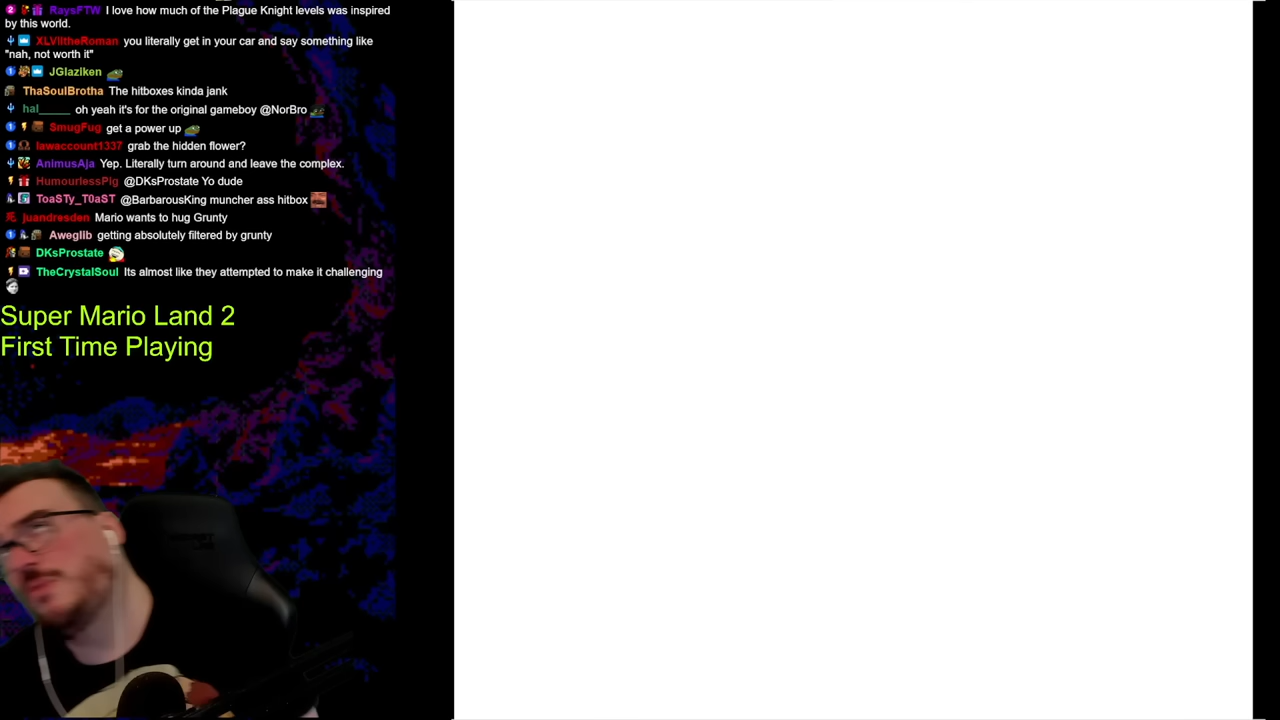 RaysFTW I love how much of the Plague Knight levels was inspired
by this world.
XLVIItheRoman you literally get in your car and say something like
"nah, not worth it"
JGlaziken
ThaSoulBrotha The hitboxes kinda jank
hal_____ oh yeah it's for the original gameboy @NorBro
SmugFug get a power up
lawaccount1337 grab the hidden flower?
AnimusAja Yep. Literally turn around and leave the complex.
HumourlessPig @DKsProstate Yo dude
ToaSTy_T0aST @BarbarousKing muncher ass hitbox
juandresden Mario wants to hug Grunty
Aweglib getting absolutely filtered by grunty
DKsProstate
TheCrystalSoul Its almost like they attempted to make it challenging
Super Mario Land 2
First Time Playing